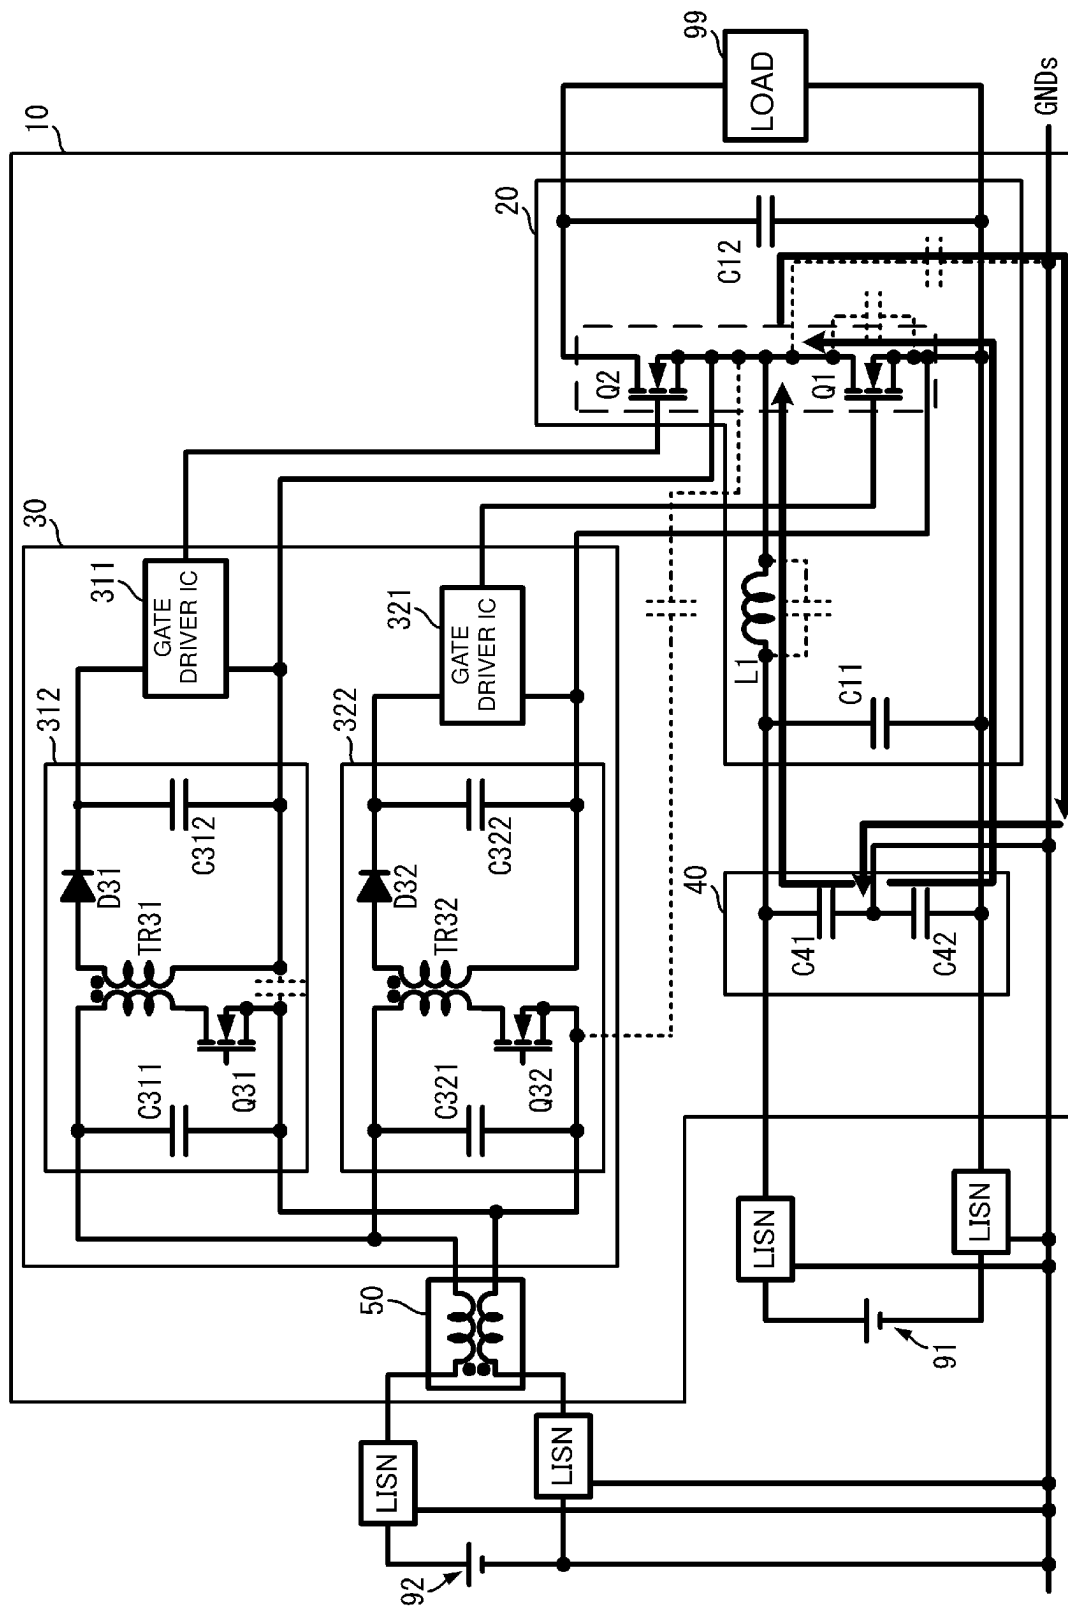 10
99
LOAD
GNDs
20
C12
Q2
Q1
30
311
GATE
DRIVER IC
321
GATE
DRIVER IC
L1
C11
312
D31
C312
TR31
C311
Q31
322
D32
C322
TR32
C321
Q32
40
C41
C42
50
LISN
LISN
91
LISN
LISN
92